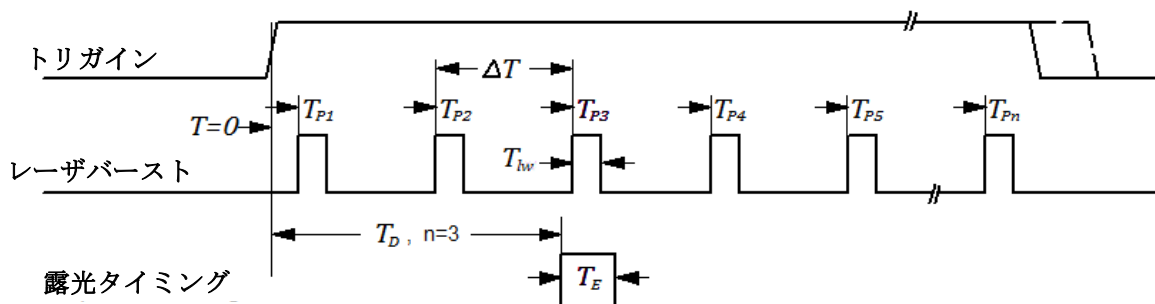 トリガイン
ΔT
T=0
T_P1 T_P2 T_P3 T_P4 T_P5 T_Pn
T_lw
レーザバースト
T_D , n=3
T_E
露光タイミング